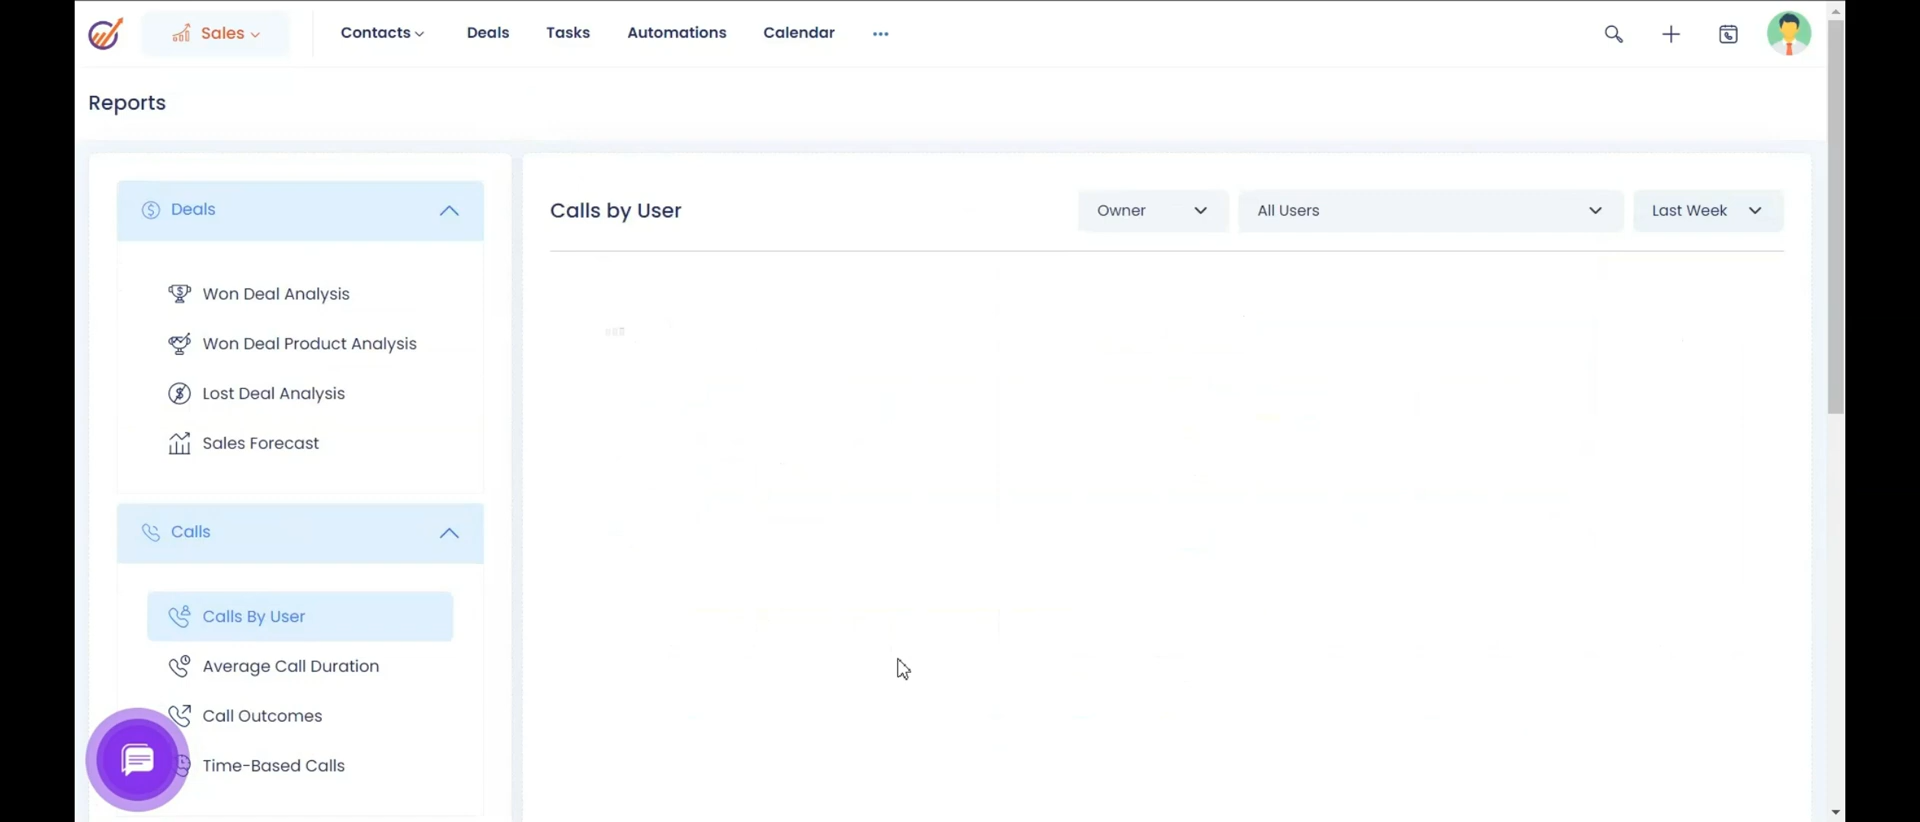 Sales
Contacts
Deals
Tasks
Automations
Calendar
Reports
Deals
Won Deal Analysis
Won Deal Product Analysis
Lost Deal Analysis
Sales Forecast
Calls
Calls By User
Average Call Duration
Call Outcomes
Time-Based Calls
Calls by User
Owner
All Users
Last Week